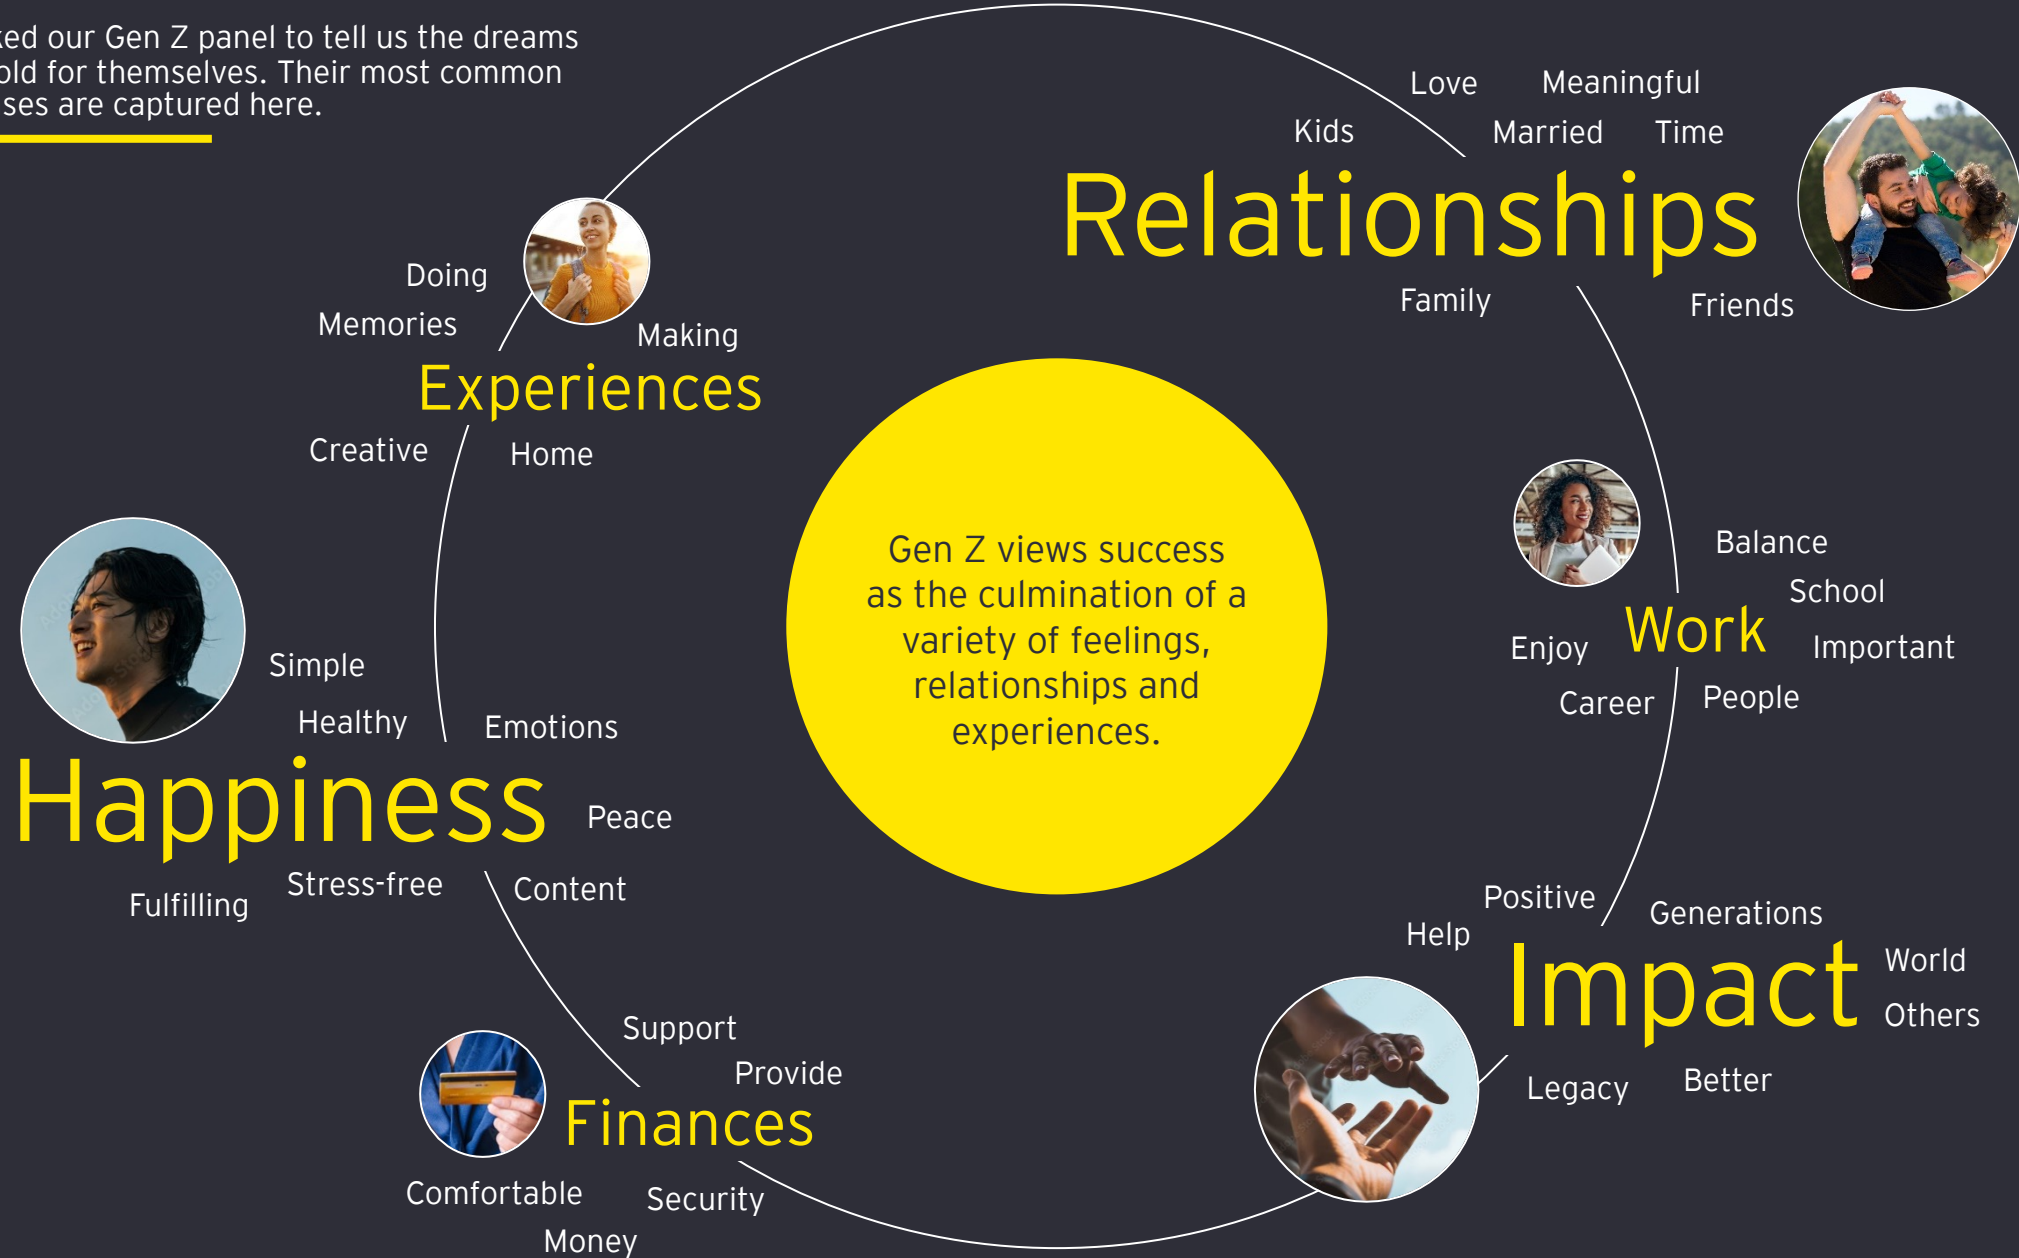 ked our Gen Z panel to tell us the dreams
old for themselves. Their most common
ses are captured here.
Love Meaningful
Kids Married Time
Relationships
Family Friends
Doing
Memories Making
Experiences
Creative Home
Gen Z views success
as the culmination of a
variety of feelings,
relationships and
experiences.
Balance
School
Enjoy Work Important
Career People
Simple
Healthy Emotions
Happiness Peace
Fulfilling Stress-free Content
Positive Generations
Help
Impact World
Others
Legacy Better
Support
Provide
Finances
Comfortable Security
Money